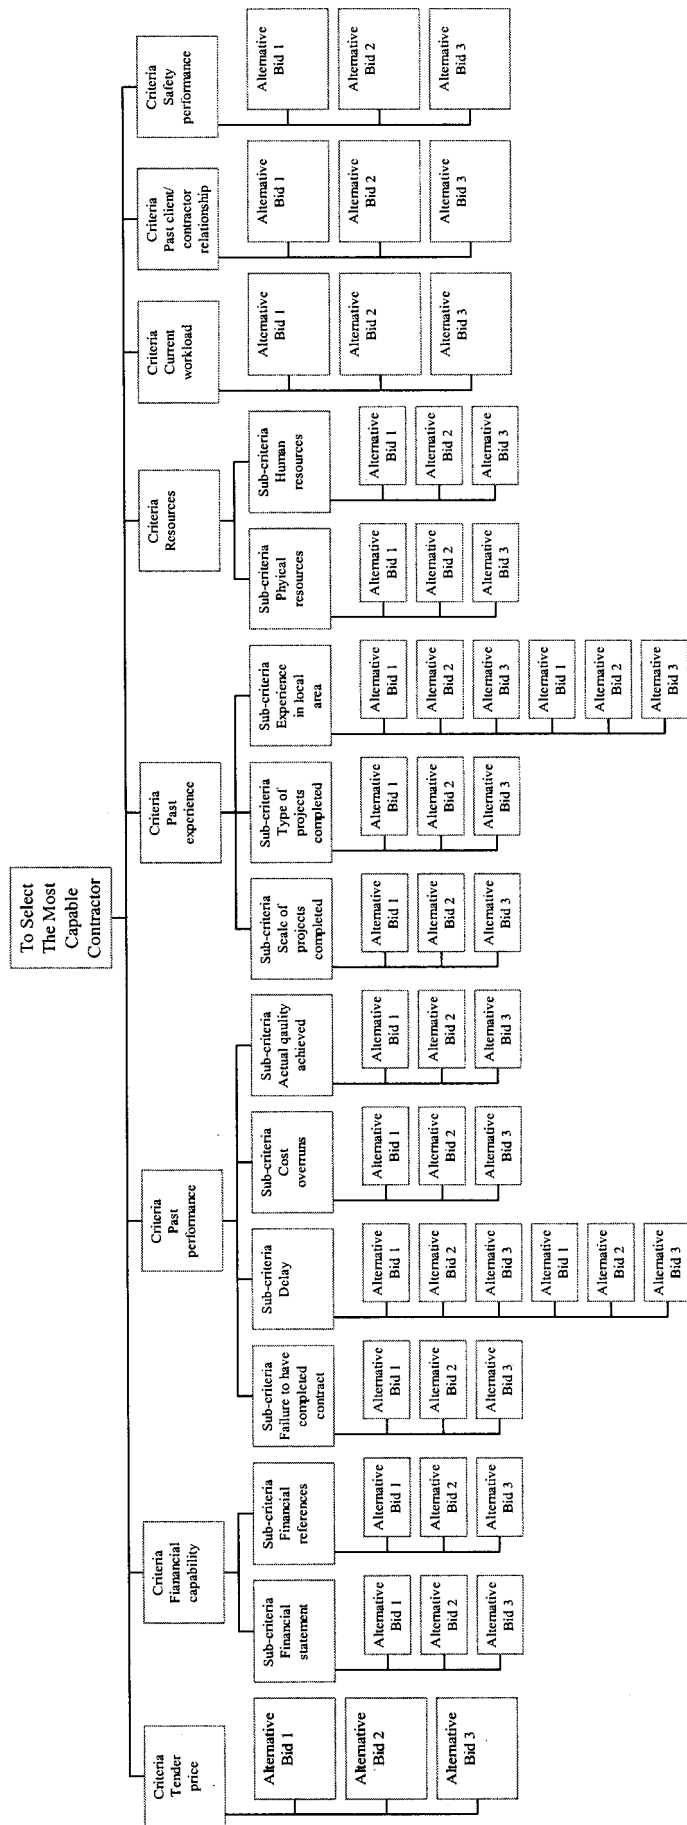 To Select
The Most
Capable
Contractor
Criteria
Tender
price
Alternative
Bid 1
Alternative
Bid 2
Alternative
Bid 3
Criteria
Fianancial
capability
Sub-criteria
Financial
statement
Alternative
Bid 1
Alternative
Bid 2
Alternative
Bid 3
Sub-criteria
Financial
references
Alternative
Bid 1
Alternative
Bid 2
Alternative
Bid 3
Criteria
Past
performance
Sub-criteria
Failure to have
completed
contract
Alternative
Bid 1
Alternative
Bid 2
Alternative
Bid 3
Sub-criteria
Delay
Alternative
Bid 1
Alternative
Bid 2
Alternative
Bid 3
Alternative
Bid 1
Alternative
Bid 2
Alternative
Bid 3
Sub-criteria
Cost
overruns
Alternative
Bid 1
Alternative
Bid 2
Alternative
Bid 3
Sub-criteria
Actual qaulity
achieved
Alternative
Bid 1
Alternative
Bid 2
Alternative
Bid 3
Criteria
Past
experience
Sub-criteria
Scale of
projects
completed
Alternative
Bid 1
Alternative
Bid 2
Alternative
Bid 3
Sub-criteria
Type of
projects
completed
Alternative
Bid 1
Alternative
Bid 2
Alternative
Bid 3
Sub-criteria
Experience
in local
area
Alternative
Bid 1
Alternative
Bid 2
Alternative
Bid 3
Alternative
Bid 1
Alternative
Bid 2
Alternative
Bid 3
Criteria
Resources
Sub-criteria
Phyical
resources
Alternative
Bid 1
Alternative
Bid 2
Alternative
Bid 3
Sub-criteria
Human
resources
Alternative
Bid 1
Alternative
Bid 2
Alternative
Bid 3
Criteria
Current
workload
Alternative
Bid 1
Alternative
Bid 2
Alternative
Bid 3
Criteria
Past client/
contractor
relationship
Alternative
Bid 1
Alternative
Bid 2
Alternative
Bid 3
Criteria
Safety
performance
Alternative
Bid 1
Alternative
Bid 2
Alternative
Bid 3